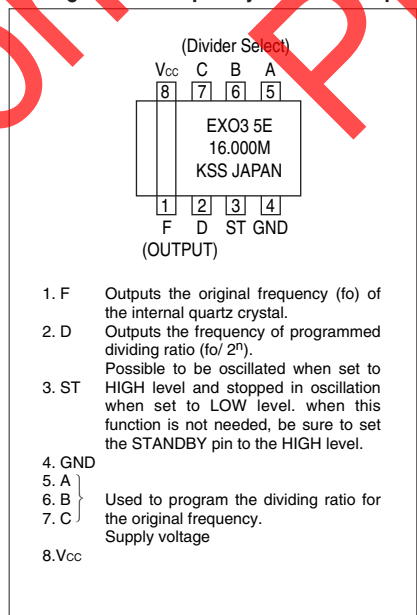 (Divider Select)
Vcc C B A
8 7 6 5
EXO3 5E
16.000M
KSS JAPAN
1 2 3 4
F D ST GND
(OUTPUT)
1. F Outputs the original frequency (fo) of
the internal quartz crystal.
2. D Outputs the frequency of programmed
dividing ratio (fo/ 2ⁿ).
Possible to be oscillated when set to
3. ST HIGH level and stopped in oscillation
when set to LOW level. when this
function is not needed, be sure to set
the STANDBY pin to the HIGH level.
4. GND
5. A
6. B Used to program the dividing ratio for
7. C the original frequency.
Supply voltage
8.Vcc